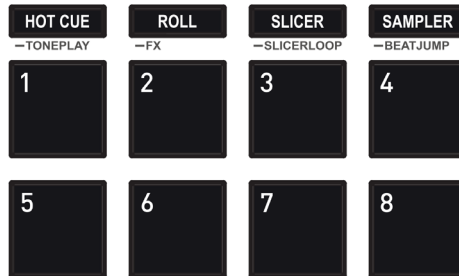 HOT CUE ROLL SLICER SAMPLER
–TONEPLAY –FX –SLICERLOOP –BEATJUMP
1 2 3 4
5 6 7 8